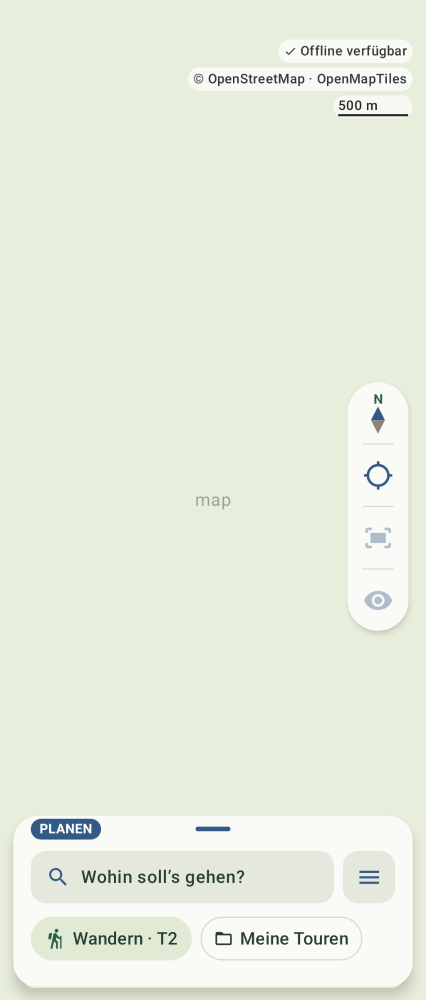 Offline verfügbar
© OpenStreetMap · OpenMapTiles
500 m
N
map
PLANEN
Wohin soll’s gehen?
Wandern · T2
Meine Touren